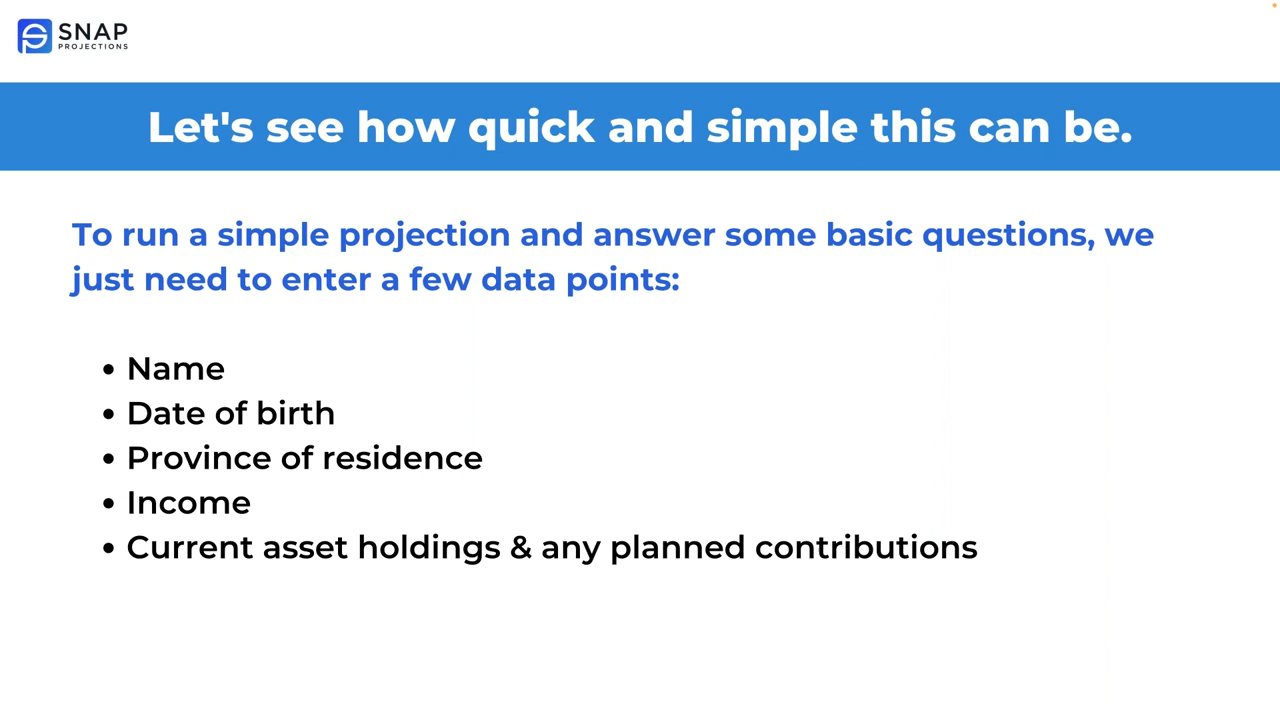 SNAP
PROJECTIONS
Let's see how quick and simple this can be.
To run a simple projection and answer some basic questions, we
just need to enter a few data points:
• Name
• Date of birth
• Province of residence
• Income
• Current asset holdings & any planned contributions